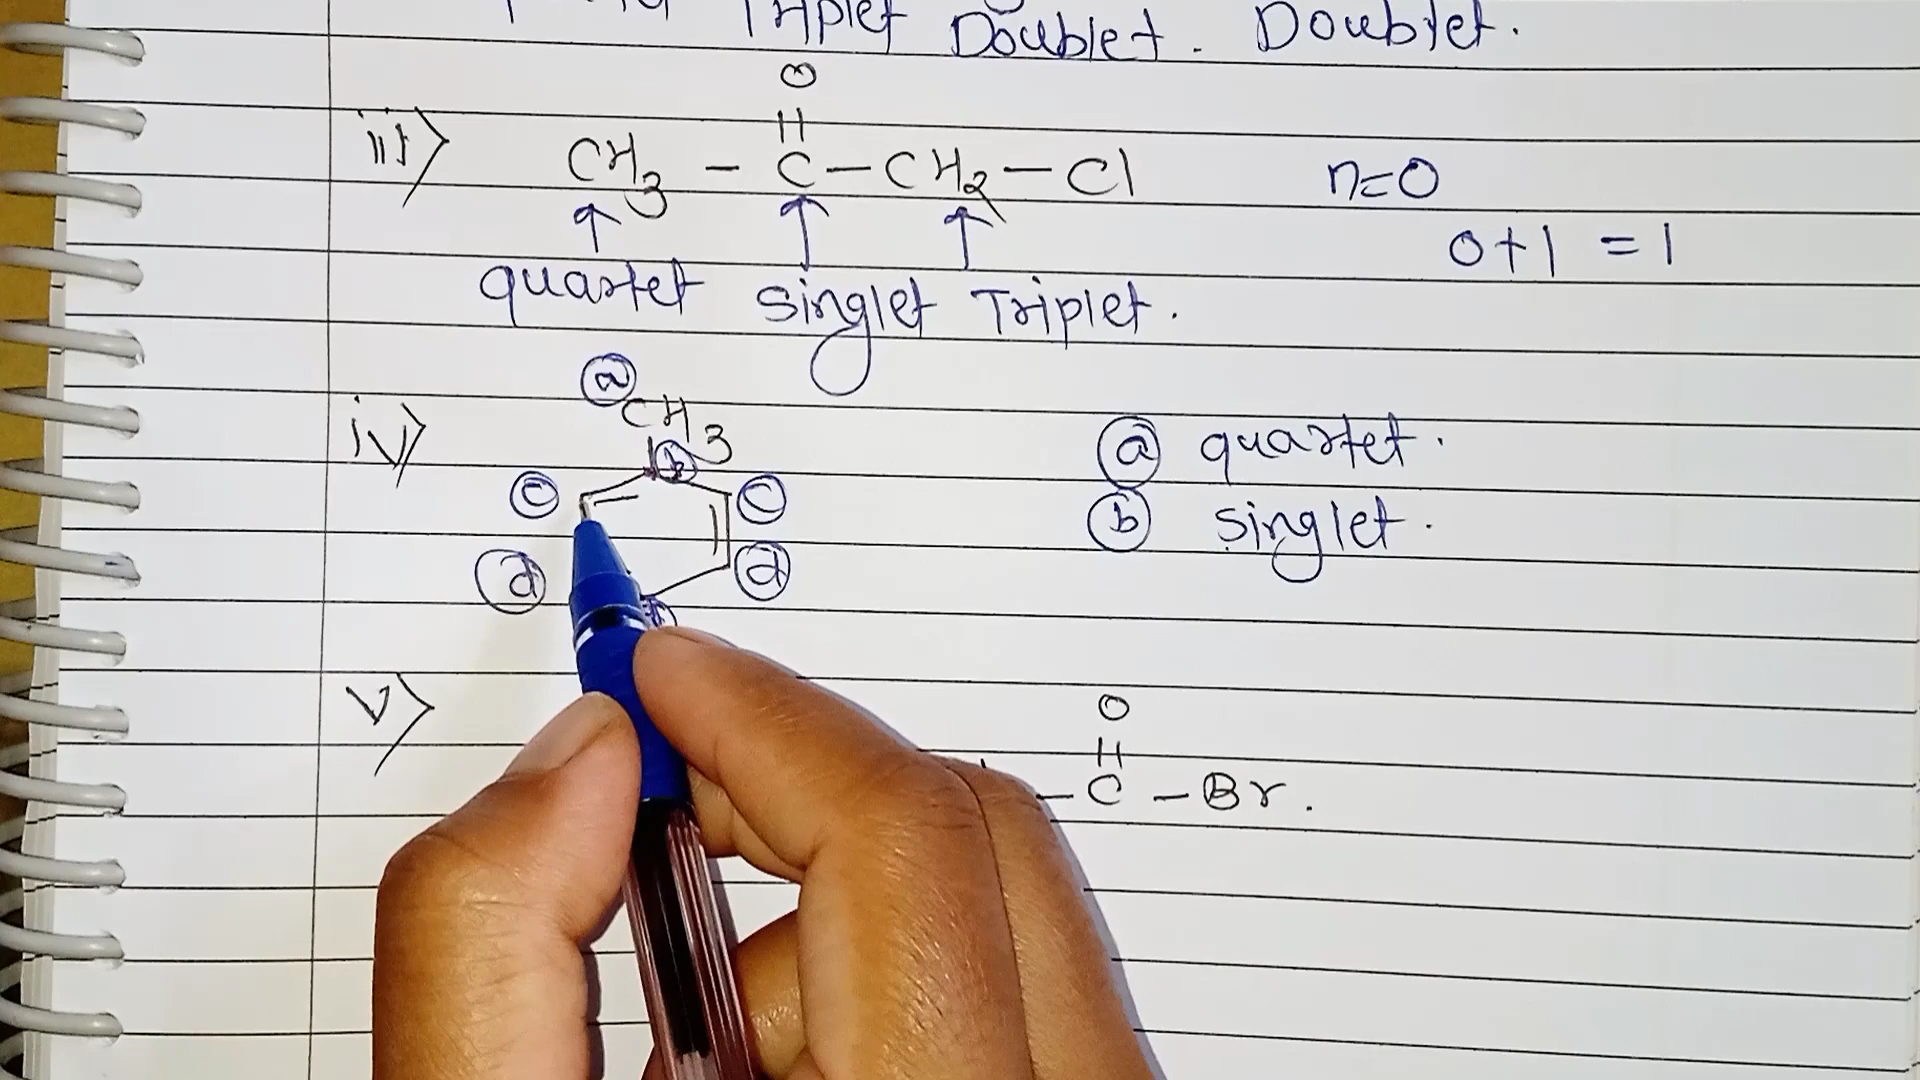 Triplet Doublet. Doublet.
O
iii) CH3 - C - CH2 - Cl n=0
0+1 = 1
quartet singlet Triplet.
a
iv) CH3
b
c c
d d
a quartet.
b singlet.
v) O
- C - Br.